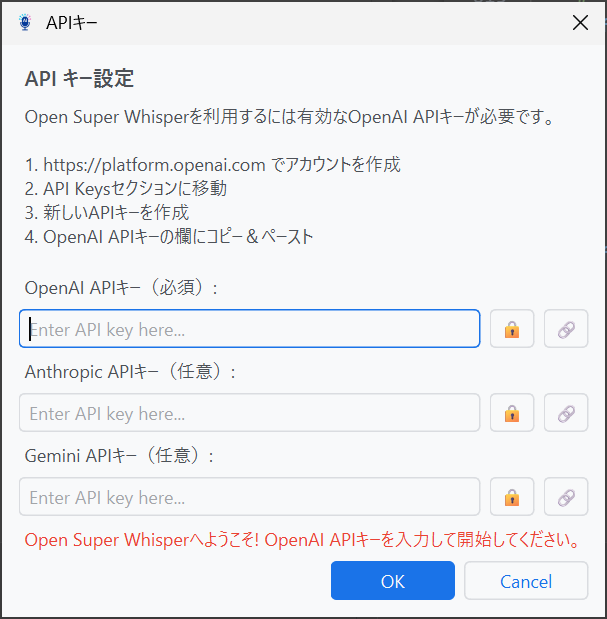 APIキー
API キー設定
Open Super Whisperを利用するには有効なOpenAI APIキーが必要です。
1. https://platform.openai.com でアカウントを作成
2. API Keysセクションに移動
3. 新しいAPIキーを作成
4. OpenAI APIキーの欄にコピー＆ペースト
OpenAI APIキー（必須）:
Enter API key here...
Anthropic APIキー（任意）:
Enter API key here...
Gemini APIキー（任意）:
Enter API key here...
Open Super Whisperへようこそ! OpenAI APIキーを入力して開始してください。
OK Cancel